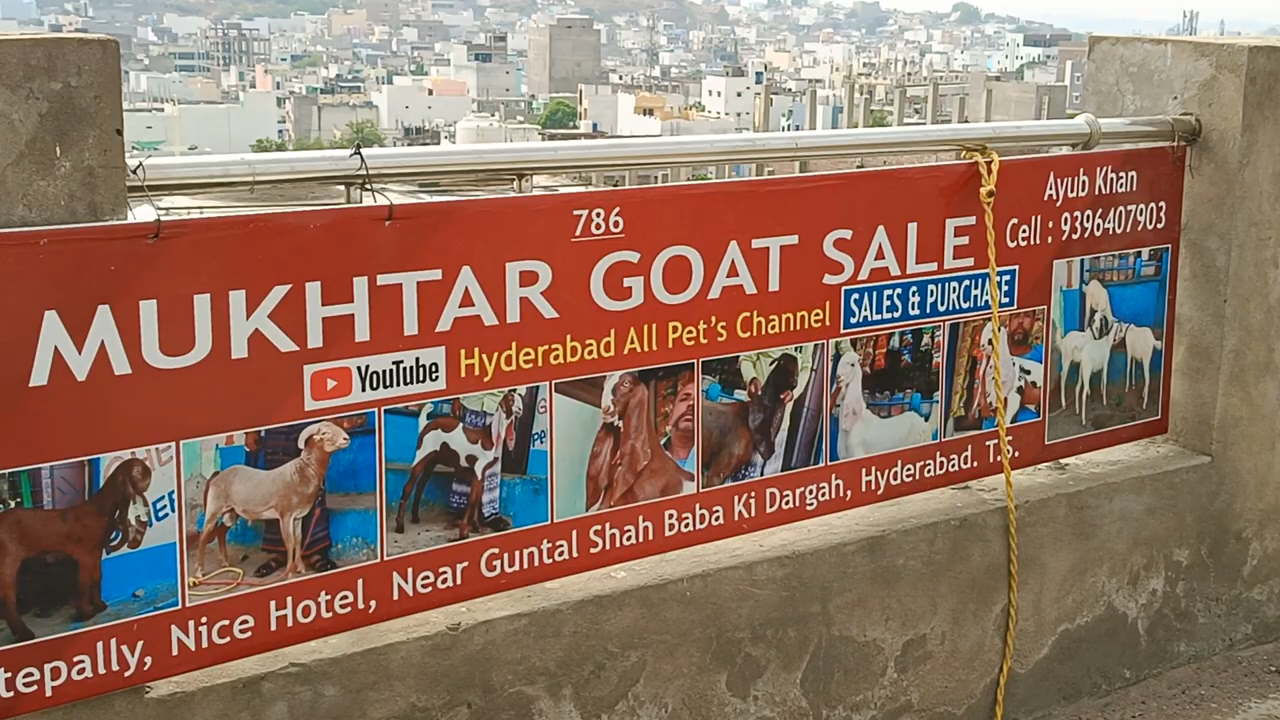 786
Ayub Khan
Cell : 9396407903
MUKHTAR GOAT SALE
YouTube Hyderabad All Pet's Channel
SALES & PURCHASE
tepally, Nice Hotel, Near Guntal Shah Baba Ki Dargah, Hyderabad. T.S.